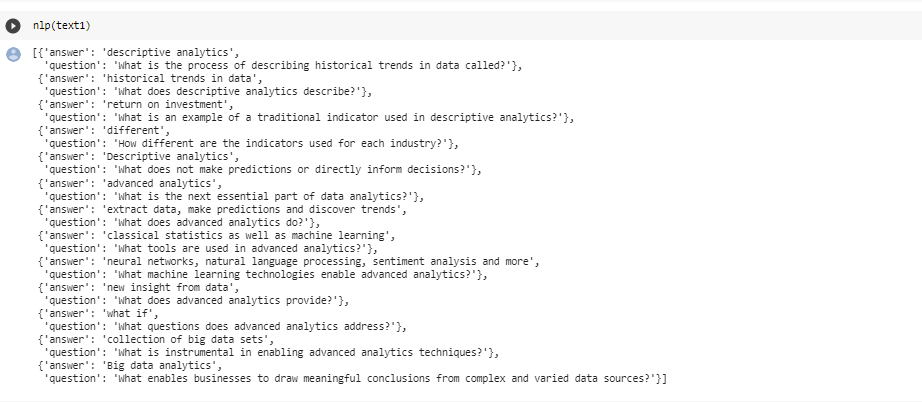 nlp(text1)
[{'answer': 'descriptive analytics',
'question': 'What is the process of describing historical trends in data called?'},
{'answer': 'historical trends in data',
'question': 'What does descriptive analytics describe?'},
{'answer': 'return on investment',
'question': 'What is an example of a traditional indicator used in descriptive analytics?'},
{'answer': 'different',
'question': 'How different are the indicators used for each industry?'},
{'answer': 'Descriptive analytics',
'question': 'What does not make predictions or directly inform decisions?'},
{'answer': 'advanced analytics',
'question': 'What is the next essential part of data analytics?'},
{'answer': 'extract data, make predictions and discover trends',
'question': 'What does advanced analytics do?'},
{'answer': 'classical statistics as well as machine learning',
'question': 'What tools are used in advanced analytics?'},
{'answer': 'neural networks, natural language processing, sentiment analysis and more',
'question': 'What machine learning technologies enable advanced analytics?'},
{'answer': 'new insight from data',
'question': 'What does advanced analytics provide?'},
{'answer': 'what if',
'question': 'What questions does advanced analytics address?'},
{'answer': 'collection of big data sets',
'question': 'What is instrumental in enabling advanced analytics techniques?'},
{'answer': 'Big data analytics',
'question': 'What enables businesses to draw meaningful conclusions from complex and varied data sources?'}]